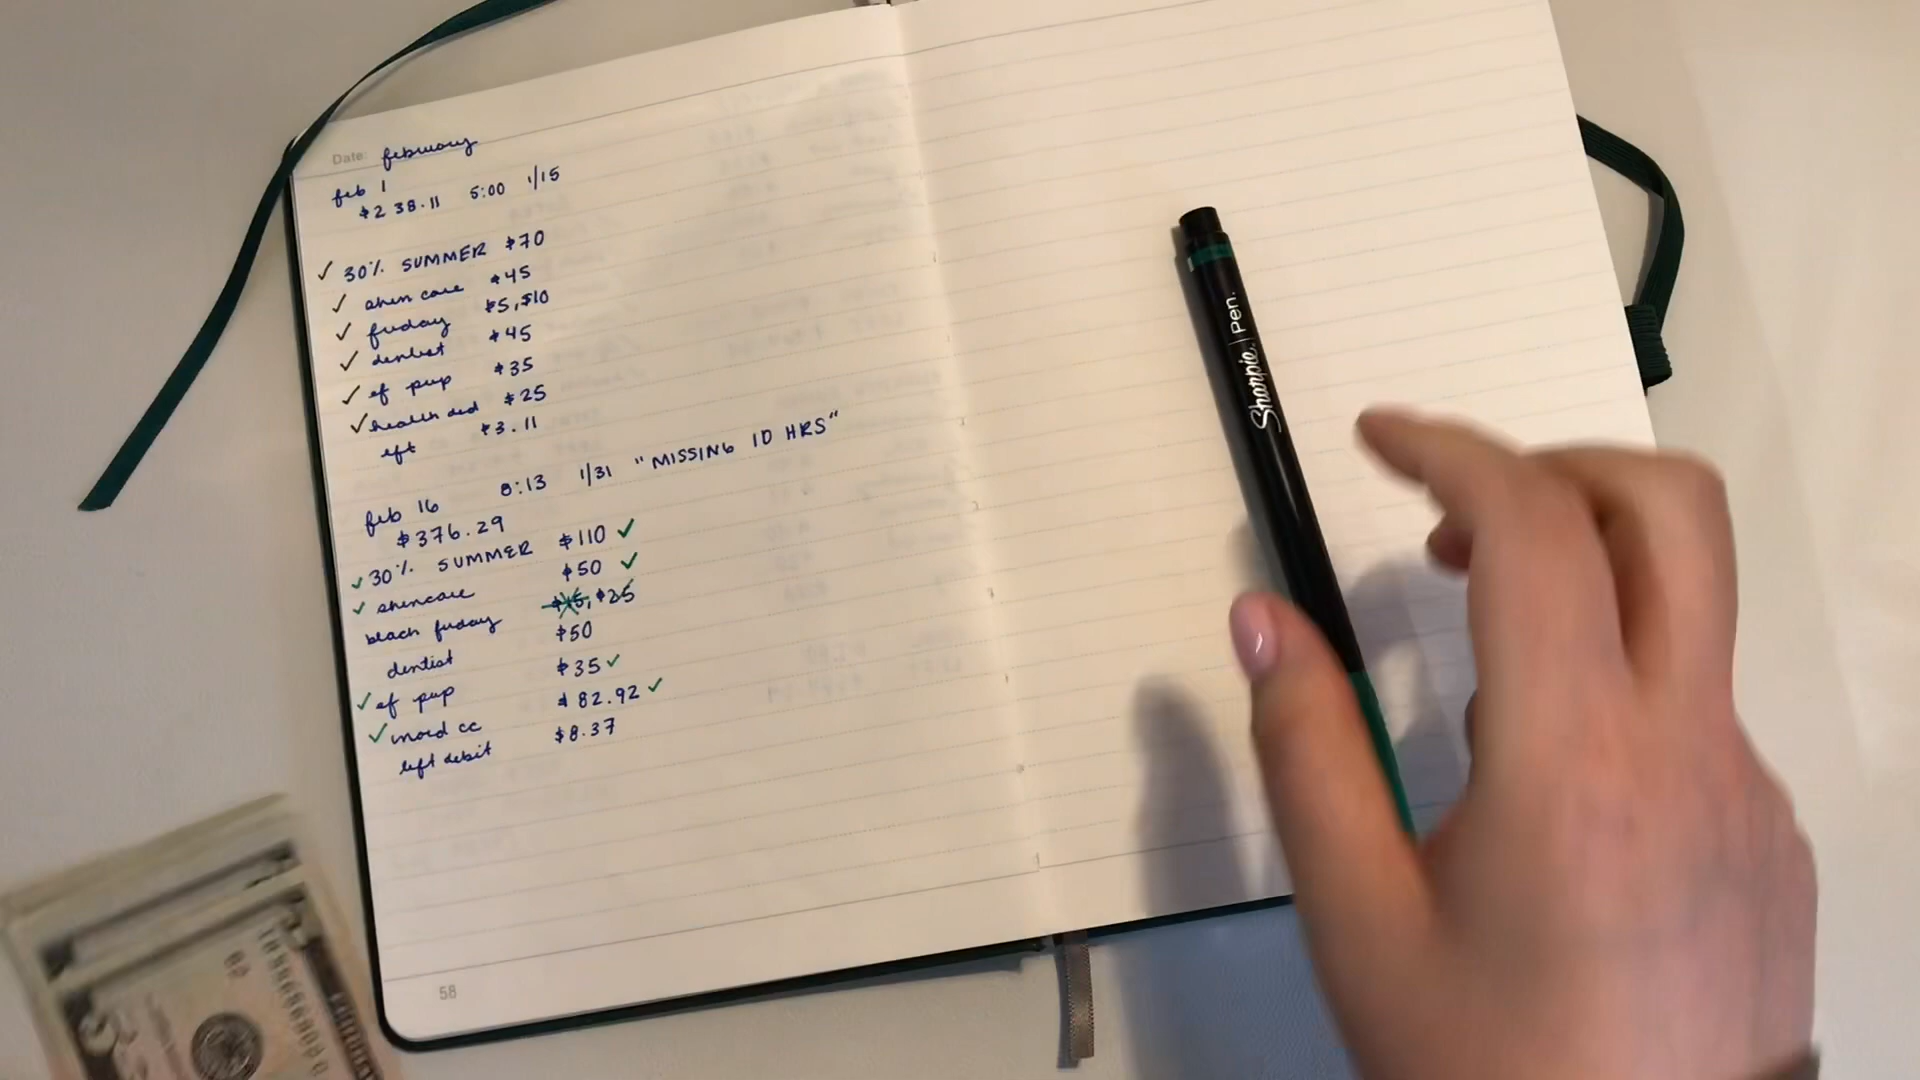 Date: february
feb 1
$238.11 5:00 1/15
✓ 30% SUMMER $70
✓ skin care $45
✓ friday $5, $10
✓ dentist $45
✓ ef pup $35
✓ health ded $25
left $3.11
feb 16 8:13 1/31 "MISSING 10 HRS"
$376.29
✓ 30% SUMMER $110 ✓
✓ skincare $50 ✓
black friday $15, $25
dentist $50
✓ ef pup $35 ✓
✓ cc $82.92 ✓
left debit $8.37
58
Sharpie. | Pen.